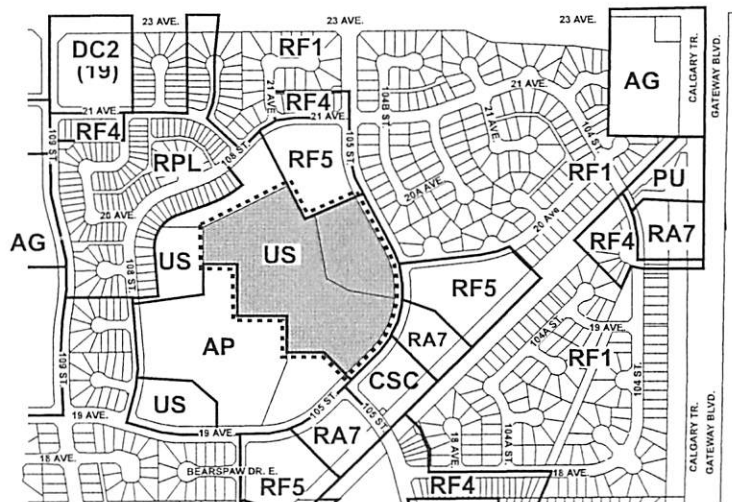 23 AVE.
23 AVE.
23 AVE.
DC2
(19)
RF1
AG
CALGARY TR.
GATEWAY BLVD.
21 AVE.
RF4
21 AVE.
RF4
21 AVE.
104B ST.
21 AVE.
21 AVE.
104 ST.
109 ST.
RPL
108 ST.
RF5
105 ST.
RF1
PU
20A AVE
20 AVE
20 AVE.
AG
US
US
RF4
RA7
108 ST.
RF5
AP
RA7
104A ST.
19 AVE.
RF1
109 ST.
CSC
104 ST.
US
105 ST.
105 ST.
19 AVE.
RA7
18 AVE.
104A ST.
CALGARY TR.
GATEWAY BLVD.
18 AVE.
BEARSPAW DR. E.
RF5
RF4
18 AVE.